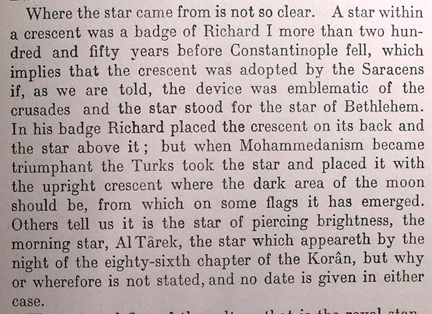 Where the star came from is not so clear. A star within
a crescent was a badge of Richard I more than two hun-
dred and fifty years before Constantinople fell, which
implies that the crescent was adopted by the Saracens
if, as we are told, the device was emblematic of the
crusades and the star stood for the star of Bethlehem.
In his badge Richard placed the crescent on its back and
the star above it; but when Mohammedanism became
triumphant the Turks took the star and placed it with
the upright crescent where the dark area of the moon
should be, from which on some flags it has emerged.
Others tell us it is the star of piercing brightness, the
morning star, Al Târek, the star which appeareth by the
night of the eighty-sixth chapter of the Korân, but why
or wherefore is not stated, and no date is given in either
case.